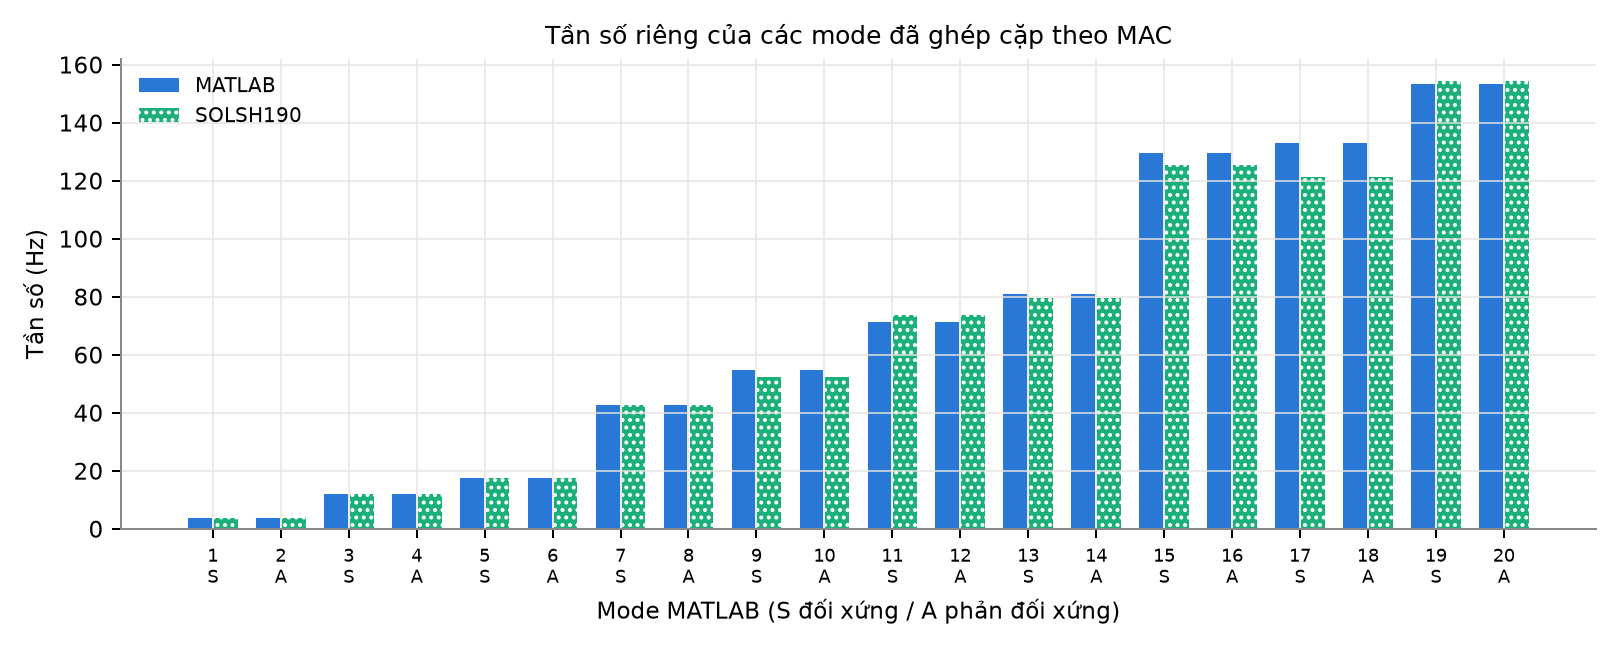 Tần số riêng của các mode đã ghép cặp theo MAC
MATLAB
SOLSH190
Tần số (Hz)
160
140
120
100
80
60
40
20
0
1 2 3 4 5 6 7 8 9 10 11 12 13 14 15 16 17 18 19 20
S A S A S A S A S A S A S A S A S A S A
Mode MATLAB (S đối xứng / A phản đối xứng)